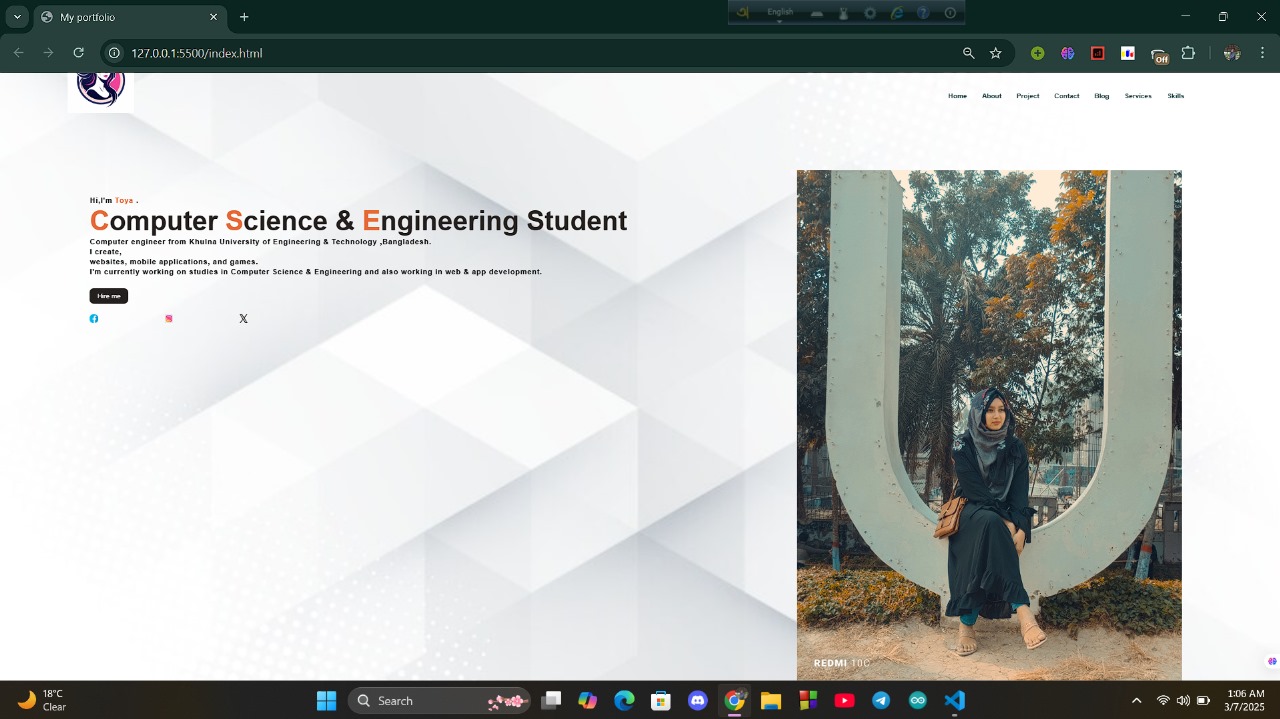 My portfolio
English
127.0.0.1:5500/index.html
Off
Home About Project Contact Blog Services Skills
Hi,I'm Toya .
Computer Science & Engineering Student
Computer engineer from Khulna University of Engineering & Technology ,Bangladesh.
I create,
websites, mobile applications, and games.
I'm currently working on studies in Computer Science & Engineering and also working in web & app development.
Hire me
REDMI 10C
18°C
Clear
Search
1:06 AM
3/7/2025